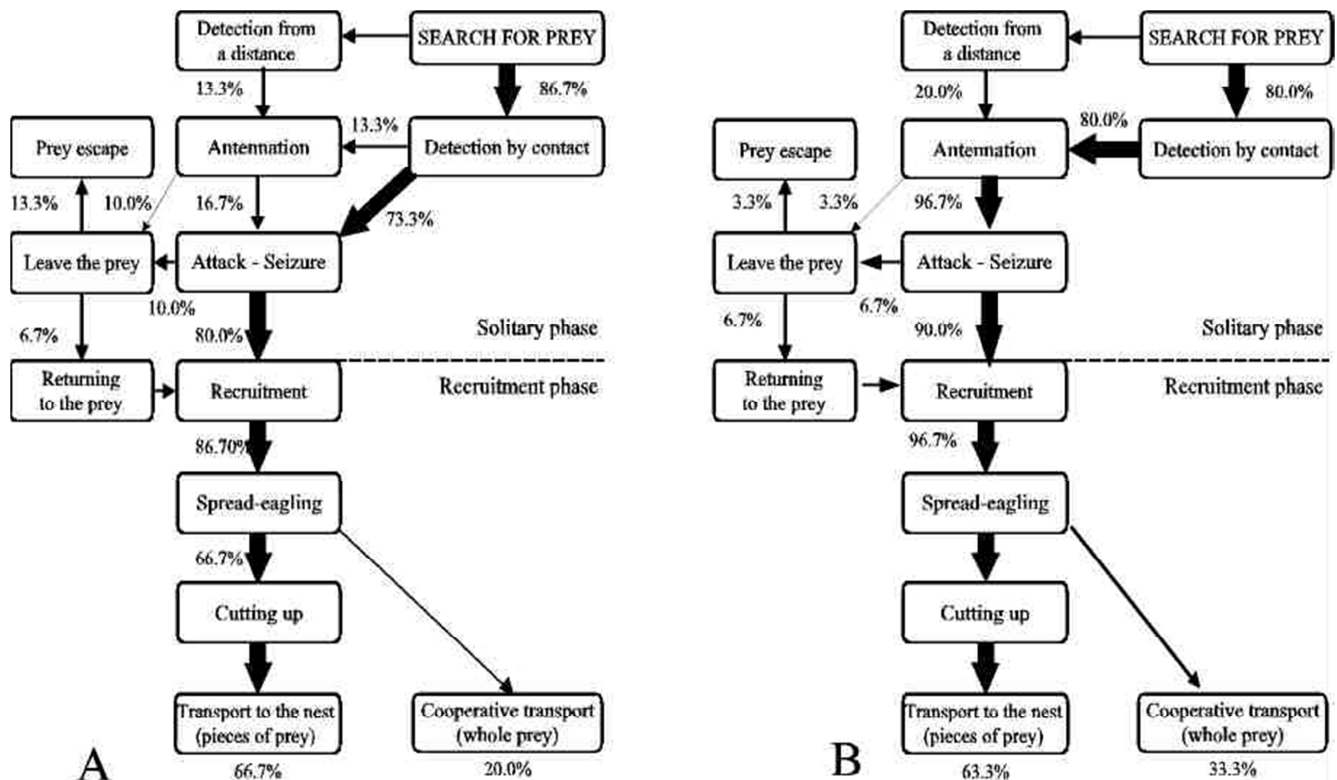 Detection from
a distance
SEARCH FOR PREY
13.3%
86.7%
13.3%
Prey escape
Antennation
Detection by contact
13.3%
10.0%
16.7%
73.3%
Leave the prey
Attack - Seizure
10.0%
6.7%
80.0%
Solitary phase
Returning
to the prey
Recruitment
Recruitment phase
86.70%
Spread-eagling
66.7%
Cutting up
Transport to the nest
(pieces of prey)
Cooperative transport
(whole prey)
A
66.7%
20.0%
Detection from
a distance
SEARCH FOR PREY
20.0%
80.0%
80.0%
Prey escape
Antennation
Detection by contact
3.3%
3.3%
96.7%
Leave the prey
Attack - Seizure
6.7%
6.7%
90.0%
Solitary phase
Returning
to the prey
Recruitment
Recruitment phase
96.7%
Spread-eagling
Cutting up
Transport to the nest
(pieces of prey)
Cooperative transport
(whole prey)
B
63.3%
33.3%